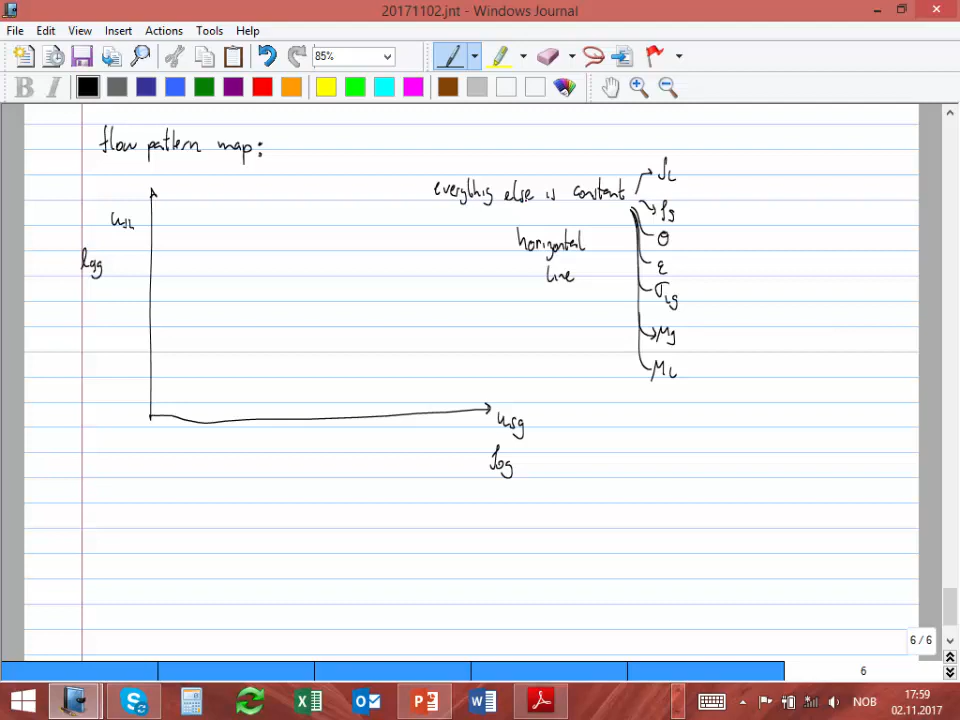 20171102.jnt - Windows Journal
File Edit View Insert Actions Tools Help
85%
B I
flow pattern map:
everything else is constant
ρL
ρg
θ
ε
σLg
μg
μL
horizontal
line
usL
log
usg
log
6 / 6
6
NOB
17:59
02.11.2017